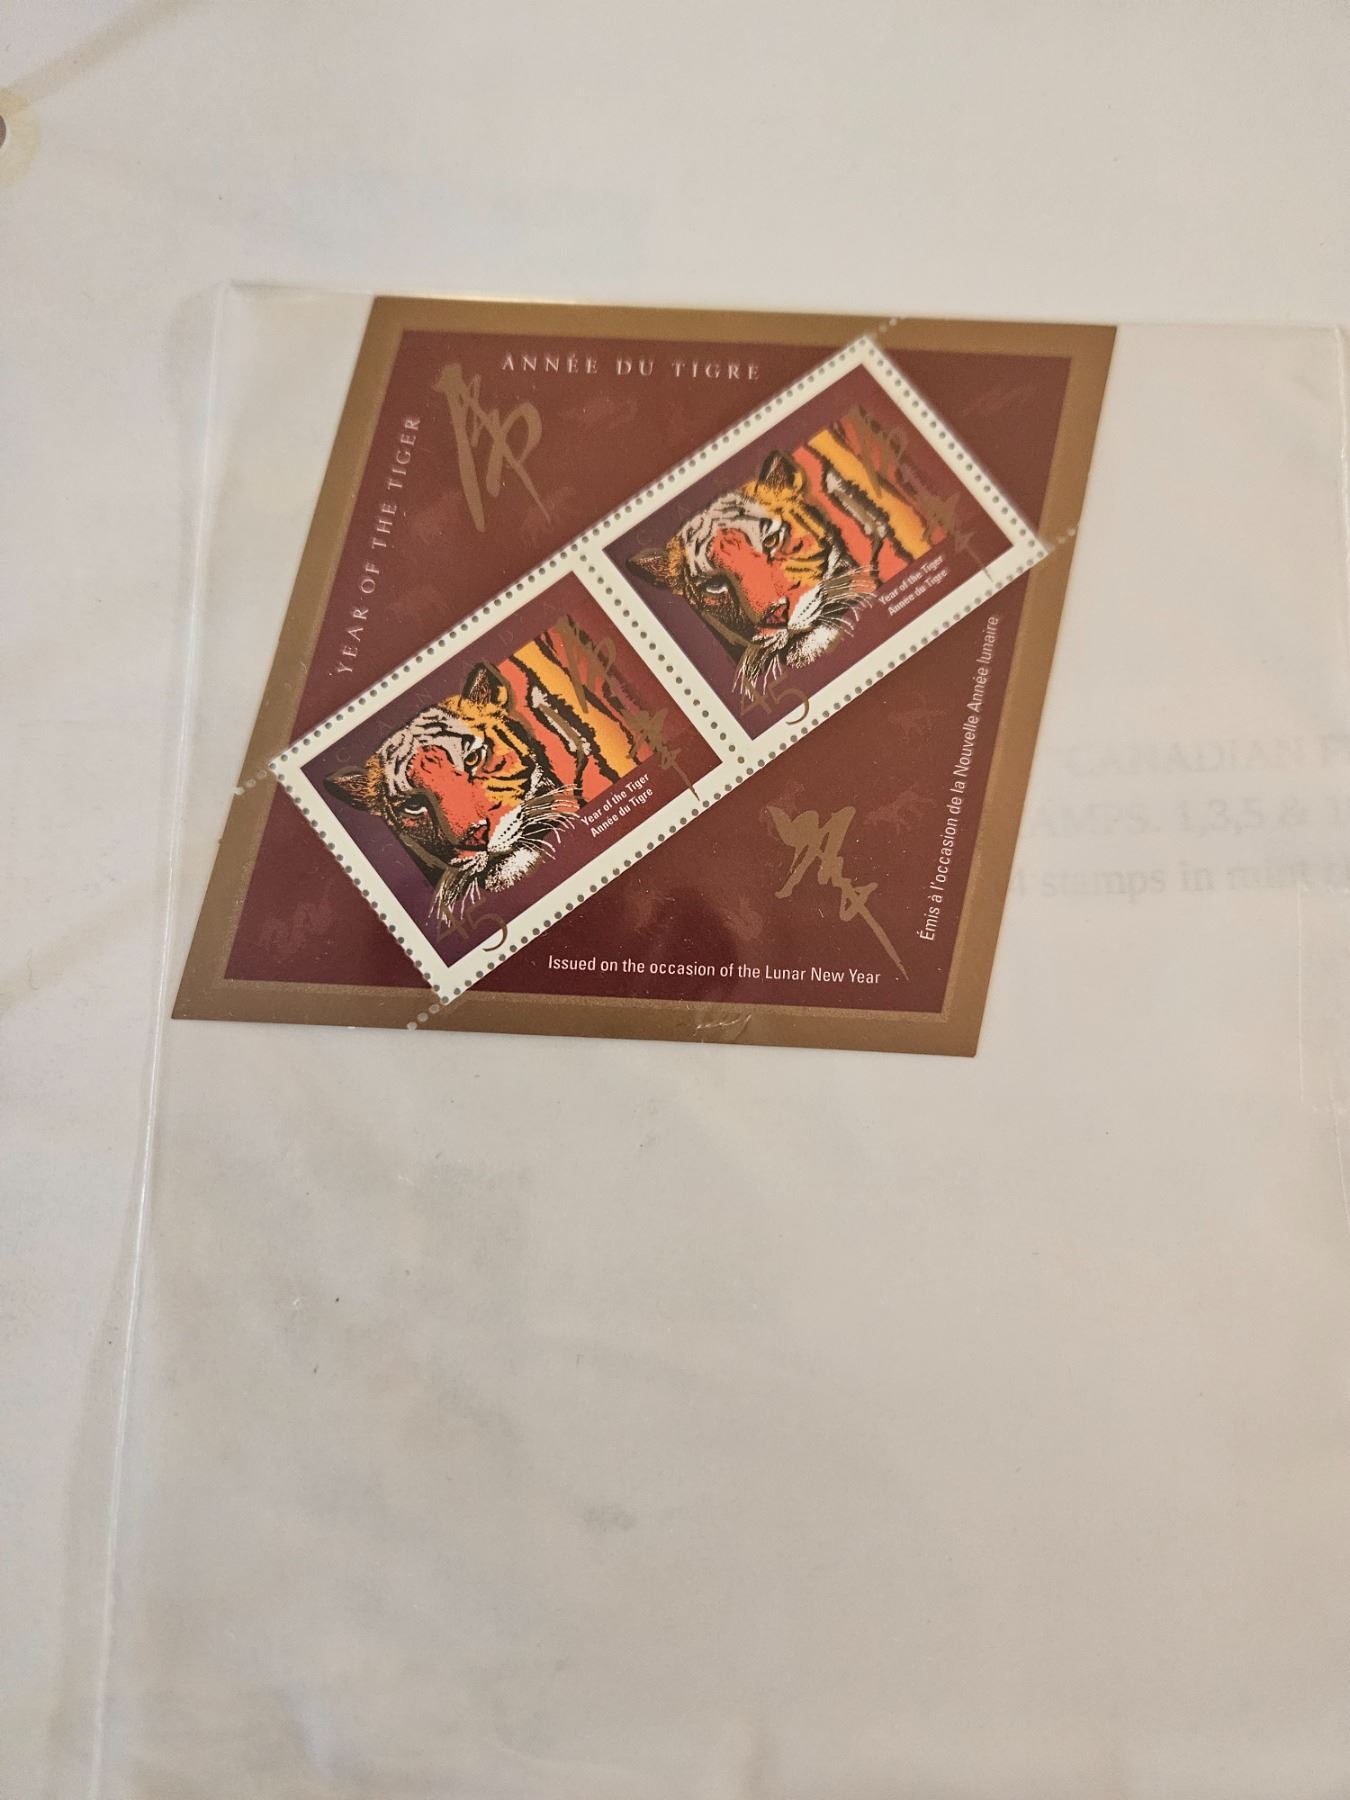 ANNÉE DU TIGRE
YEAR OF THE TIGER
虎
CANADA
Year of the Tiger
Année du Tigre
45
CANADA
Year of the Tiger
Année du Tigre
45
年
Issued on the occasion of the Lunar New Year
Émis à l'occasion de la Nouvelle Année lunaire
CANADIAN
stamps in mint